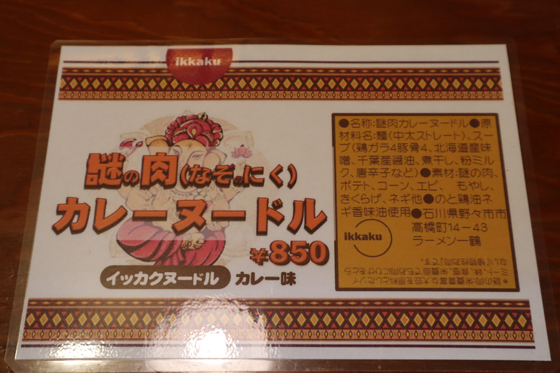 ikkaku
謎の肉(なぞのにく)
カレーヌードル
¥850
イッカクヌードル カレー味
●名称:謎肉カレーヌードル●原
材料名:麺(中太ストレート)、スー
プ(鶏ガラ4豚骨4、北海道産味
噌、千葉産醤油、煮干し、粉ミル
ク、唐辛子など)●素材:謎の肉、
ポテト、コーン、エビ、もやし、
きくらげ、ネギ他●のと鶏油ネ
ギ香味油使用●石川県野々市市
高橋町14-43
ラーメン一鶴
ikkaku